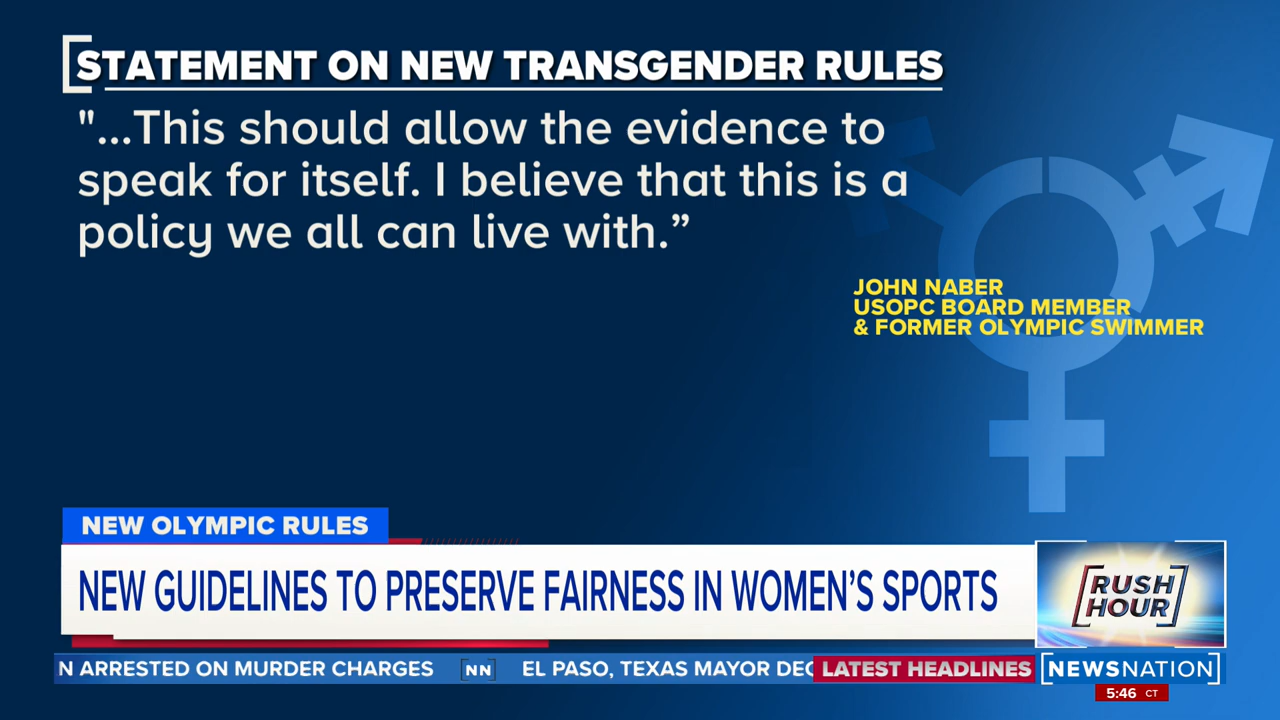 STATEMENT ON NEW TRANSGENDER RULES
"...This should allow the evidence to
speak for itself. I believe that this is a
policy we all can live with.”
JOHN NABER
USOPC BOARD MEMBER
& FORMER OLYMPIC SWIMMER
NEW OLYMPIC RULES
NEW GUIDELINES TO PRESERVE FAIRNESS IN WOMEN’S SPORTS
RUSH
HOUR
N ARRESTED ON MURDER CHARGES NN EL PASO, TEXAS MAYOR DEC LATEST HEADLINES NEWSNATION
5:46 CT